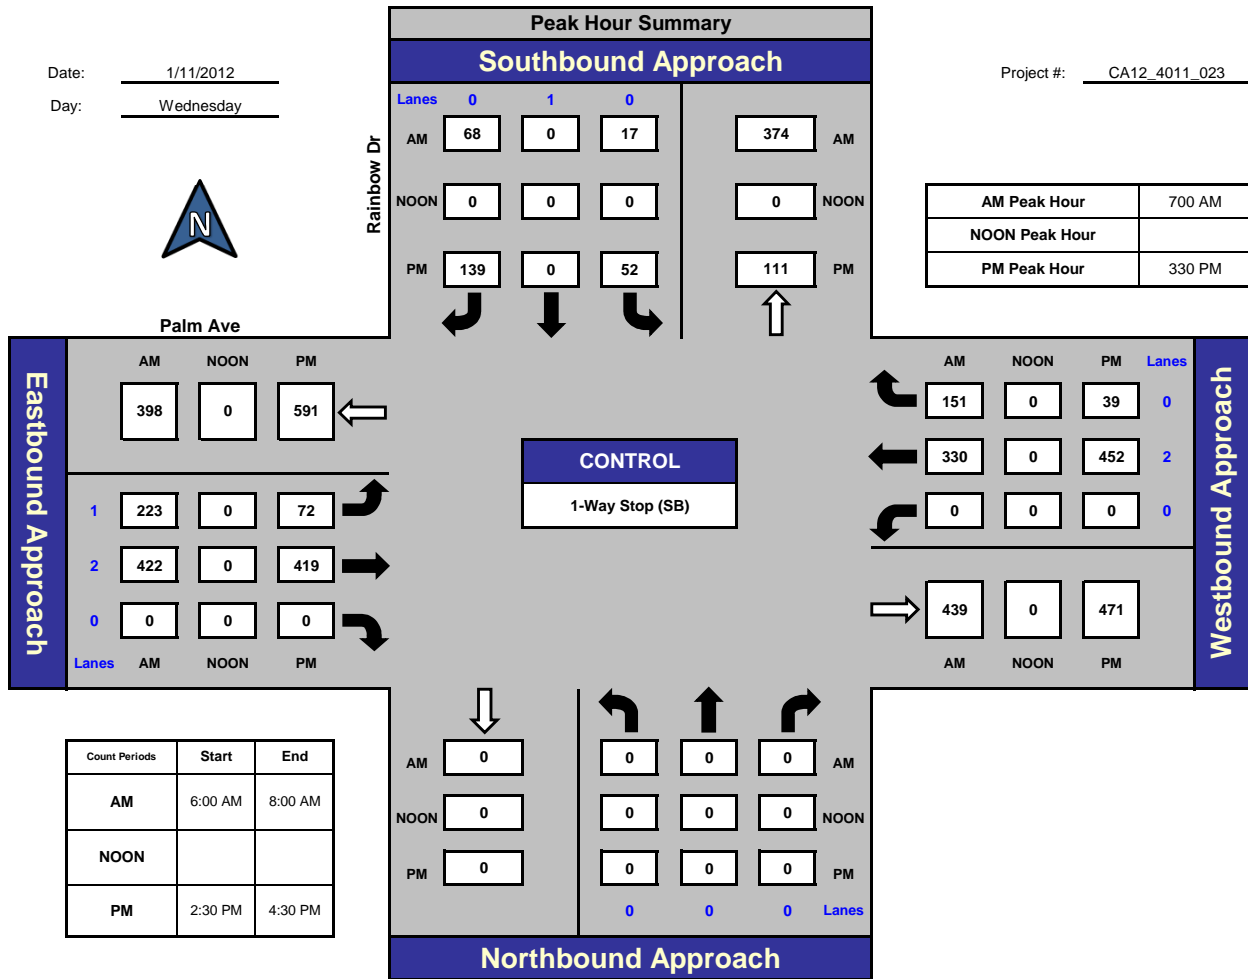 Peak Hour Summary
Southbound Approach
Date: 1/11/2012
Day: Wednesday
Project #: CA12_4011_023
N
Rainbow Dr
Lanes 0 1 0
AM 68 0 17 374 AM
NOON 0 0 0 0 NOON
PM 139 0 52 111 PM
AM Peak Hour 700 AM
NOON Peak Hour
PM Peak Hour 330 PM
Palm Ave
Eastbound Approach
AM NOON PM
398 0 591
1 223 0 72
2 422 0 419
0 0 0 0
Lanes AM NOON PM
CONTROL
1-Way Stop (SB)
AM NOON PM Lanes
151 0 39 0
330 0 452 2
0 0 0 0
439 0 471
AM NOON PM
Westbound Approach
Count Periods Start End
AM 6:00 AM 8:00 AM
NOON
PM 2:30 PM 4:30 PM
AM 0 0 0 0 AM
NOON 0 0 0 0 NOON
PM 0 0 0 0 PM
0 0 0 Lanes
Northbound Approach